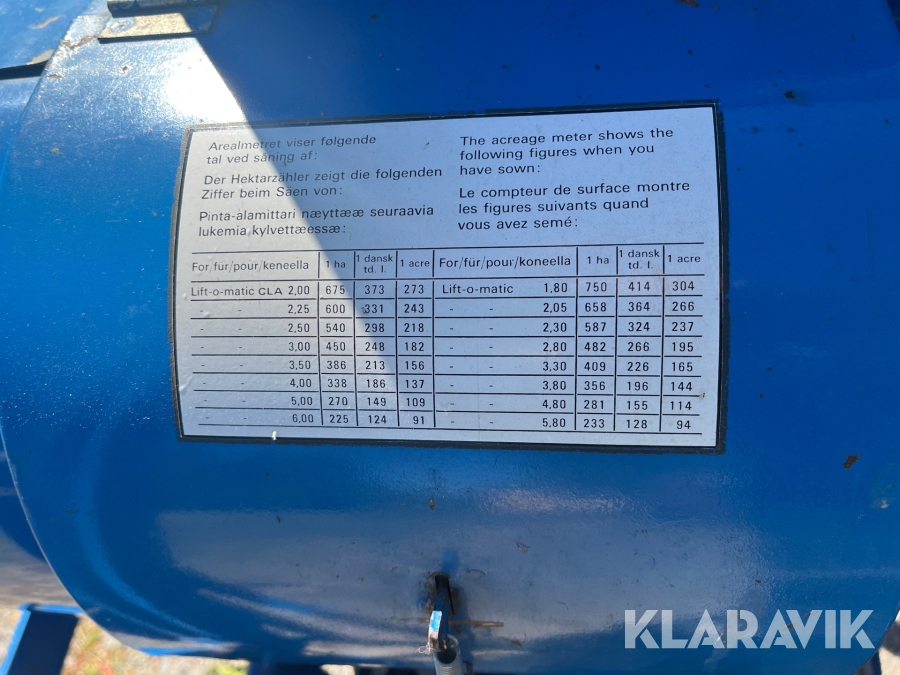 Arealmetret viser følgende
tal ved såning af:
Der Hektarzähler zeigt die folgenden
Ziffer beim Säen von:
Pinta-alamittari næyttææ seuraavia
lukemia kylvettæessæ:
The acreage meter shows the
following figures when you
have sown:
Le compteur de surface montre
les figures suivants quand
vous avez semé:
For/für/pour/keneella 1 ha 1 dansk td. l. 1 acre For/für/pour/keneella 1 ha 1 dansk td. l. 1 acre
Lift-o-matic CLA 2,00 675 373 273 Lift-o-matic 1,80 750 414 304
- - 2,25 600 331 243 - - 2,05 658 364 266
- - 2,50 540 298 218 - - 2,30 587 324 237
- - 3,00 450 248 182 - - 2,80 482 266 195
- - 3,50 386 213 156 - - 3,30 409 226 165
- - 4,00 338 186 137 - - 3,80 356 196 144
- - 5,00 270 149 109 - - 4,80 281 155 114
- - 6,00 225 124 91 - - 5,80 233 128 94
KLARAVIK